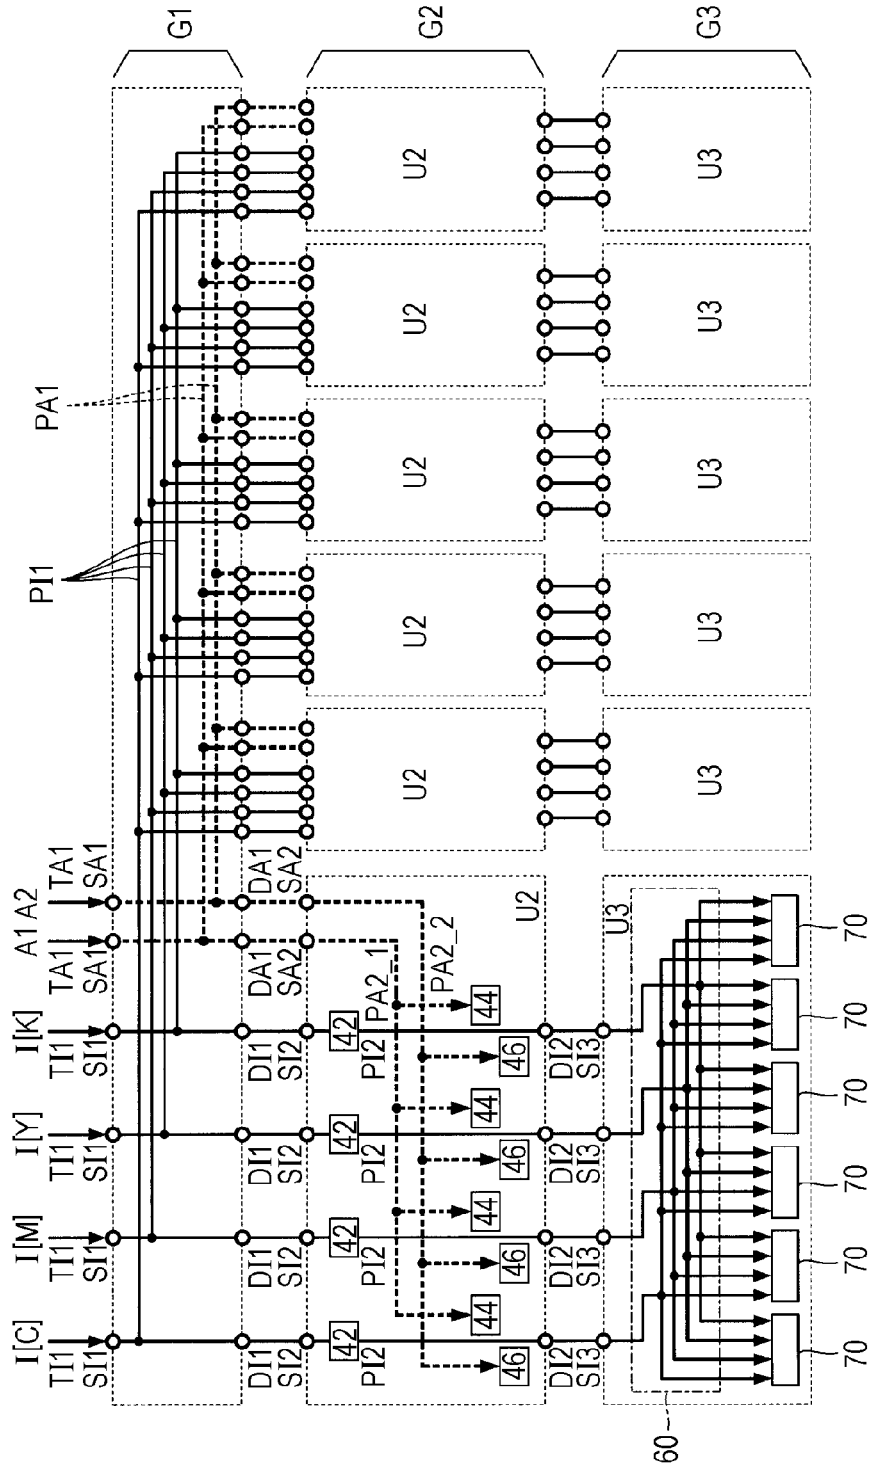 I[C] I[M] I[Y] I[K] A1 A2
PI1 PA1
TI1 TI1 TI1 TI1 TA1 TA1
SI1 SI1 SI1 SI1 SA1 SA1
G1
DI1 DI1 DI1 DI1 DA1 DA1
SI2 SI2 SI2 SI2 SA2 SA2
42 42 42 42
PI2 PI2 PI2 PI2 PA2_1
U2 U2 U2 U2 U2 G2
PA2_2
44 44 44 44
46 46 46 46
U2
DI2 DI2 DI2 DI2
SI3 SI3 SI3 SI3
U3
60
U3 U3 U3 U3 U3 G3
70 70 70 70 70 70